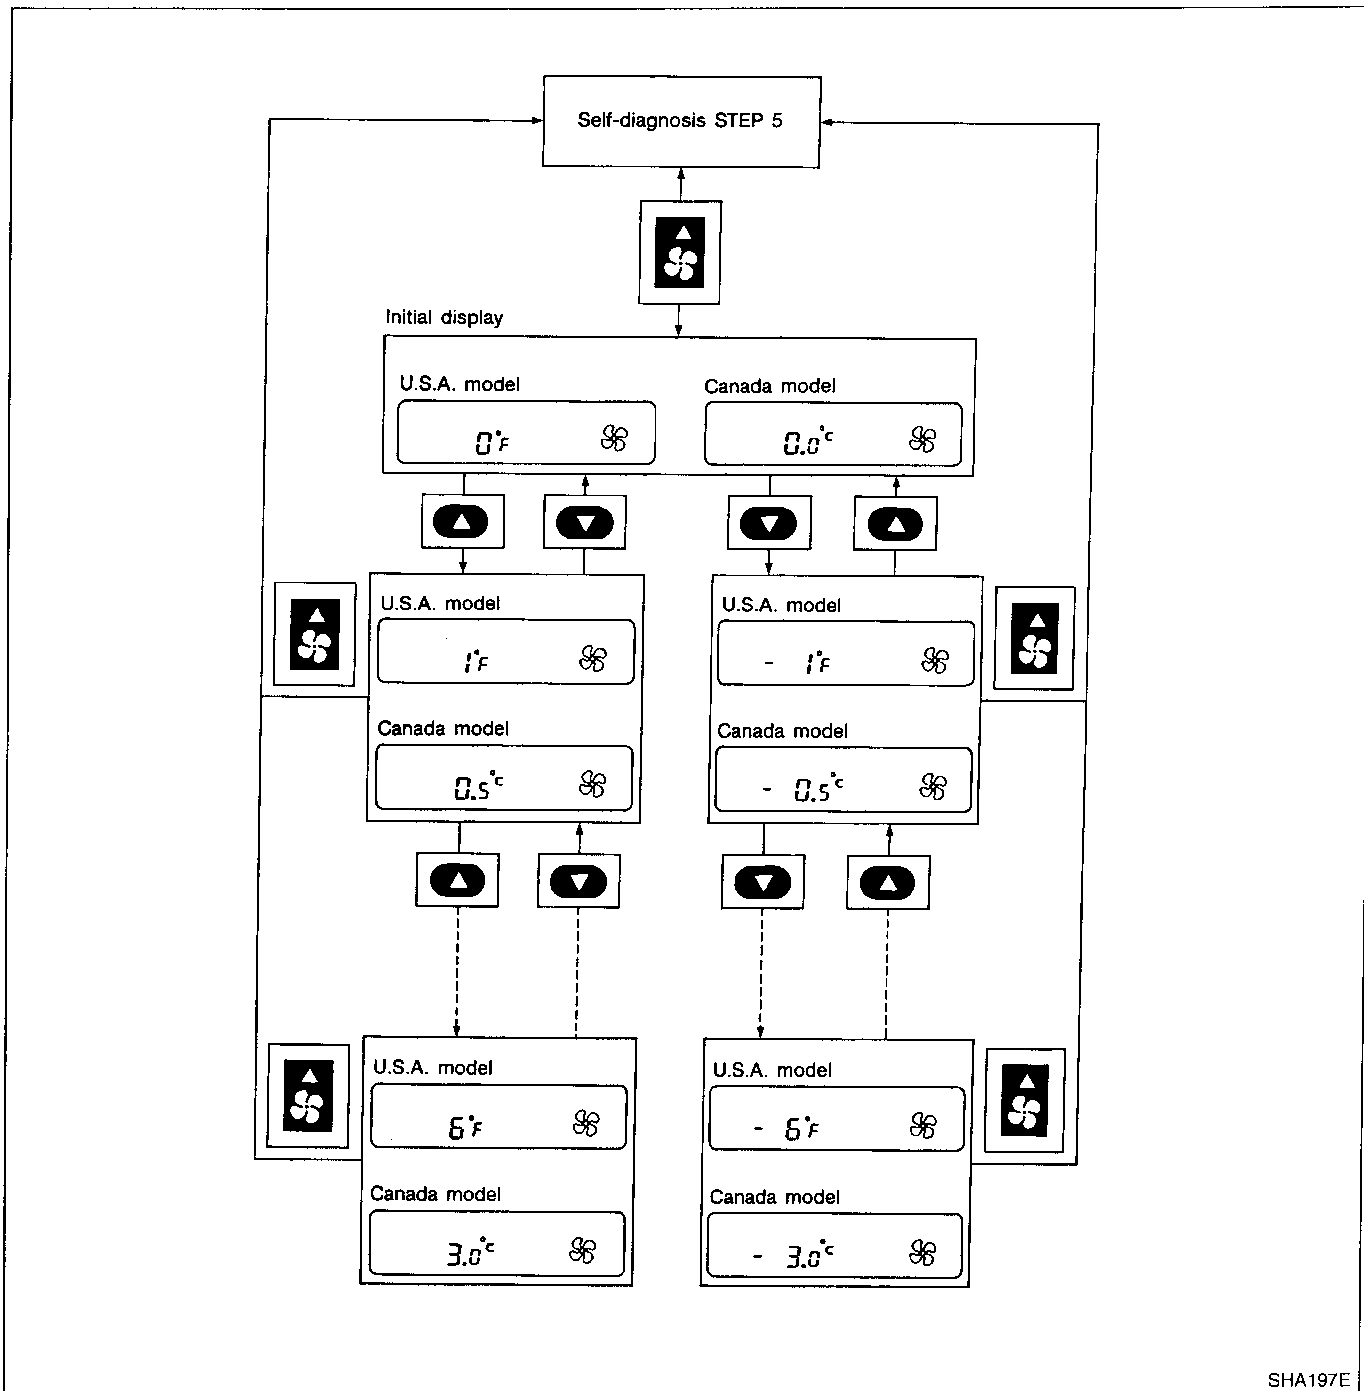 Self-diagnosis STEP 5
Initial display
U.S.A. model
Canada model
0°F
0.0°C
U.S.A. model
1°F
Canada model
0.5°C
U.S.A. model
- 1°F
Canada model
- 0.5°C
U.S.A. model
6°F
Canada model
3.0°C
U.S.A. model
- 6°F
Canada model
- 3.0°C
SHA197E